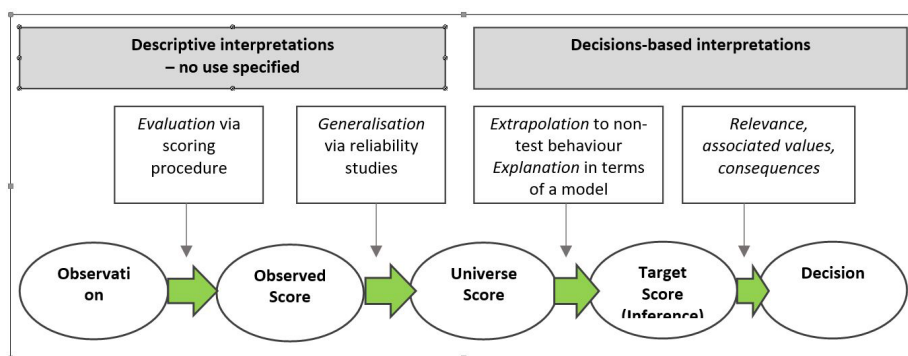 Descriptive interpretations
– no use specified
Decisions-based interpretations
Evaluation via
scoring
procedure
Generalisation
via reliability
studies
Extrapolation to non-
test behaviour
Explanation in terms
of a model
Relevance,
associated values,
consequences
Observati
on
Observed
Score
Universe
Score
Target
Score
(Inference)
Decision